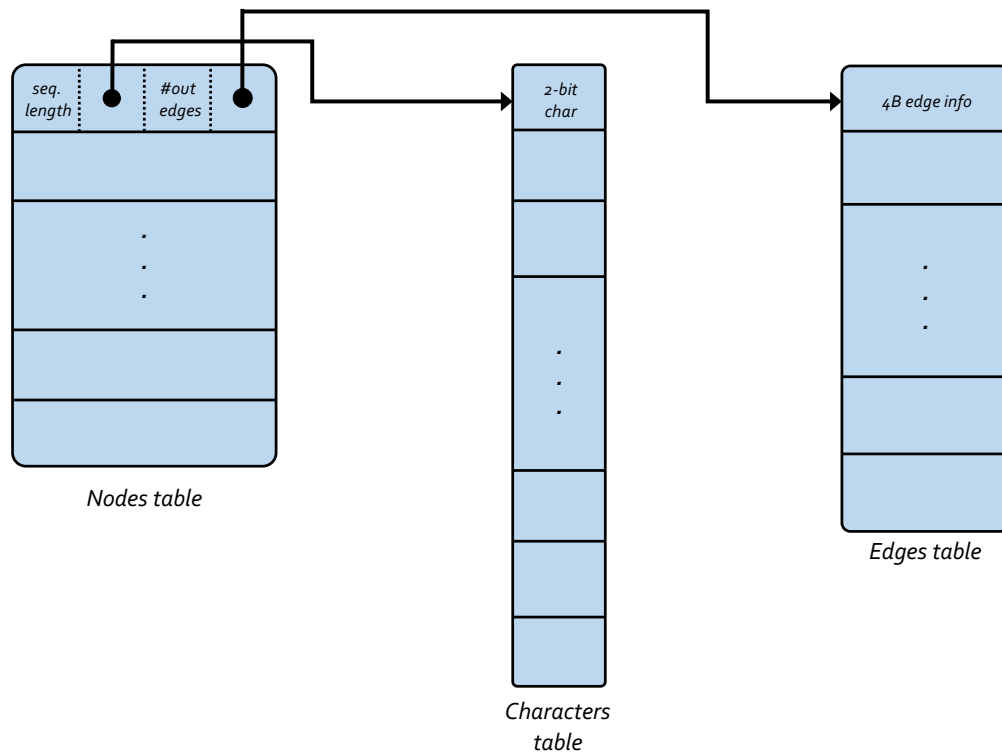 seq.
length
#out
edges
2-bit
char
4B edge info
.
.
.
.
.
.
.
.
.
Nodes table
Edges table
Characters
table